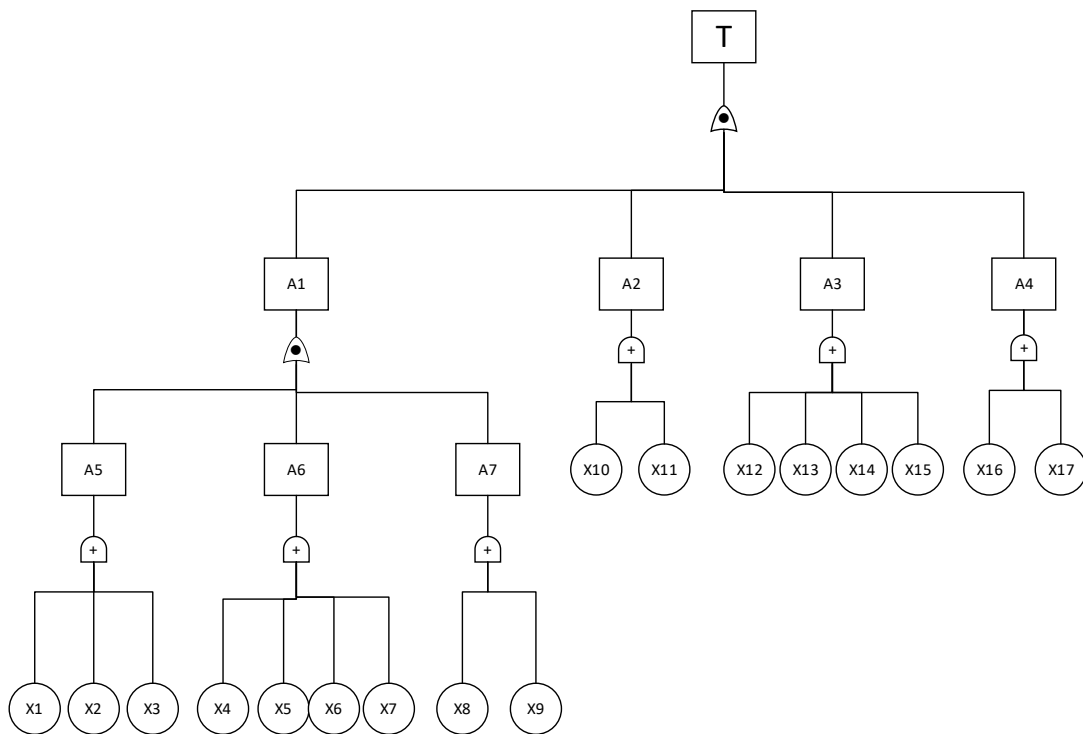 T
A1
A2
A3
A4
+
+
+
A5
A6
A7
X10
X11
X12
X13
X14
X15
X16
X17
+
+
+
X1
X2
X3
X4
X5
X6
X7
X8
X9